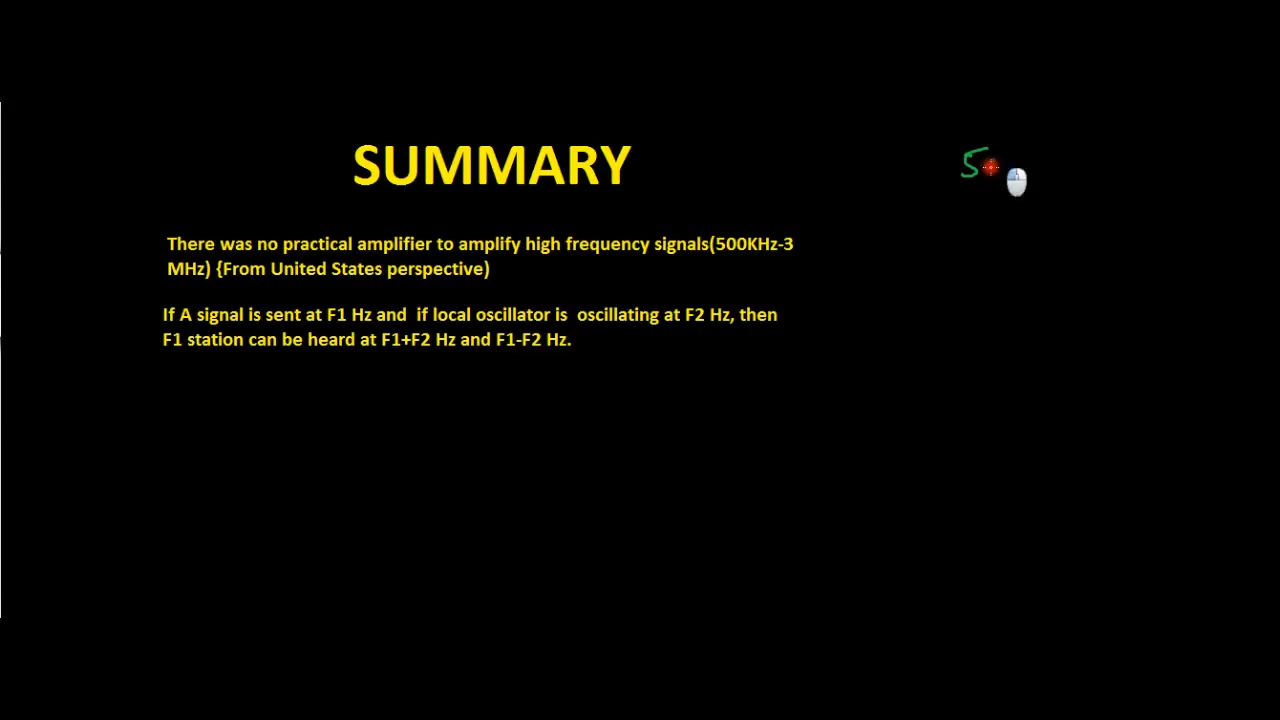 SUMMARY
5
There was no practical amplifier to amplify high frequency signals(500KHz-3
MHz) {From United States perspective)
If A signal is sent at F1 Hz and  if local oscillator is  oscillating at F2 Hz, then
F1 station can be heard at F1+F2 Hz and F1-F2 Hz.